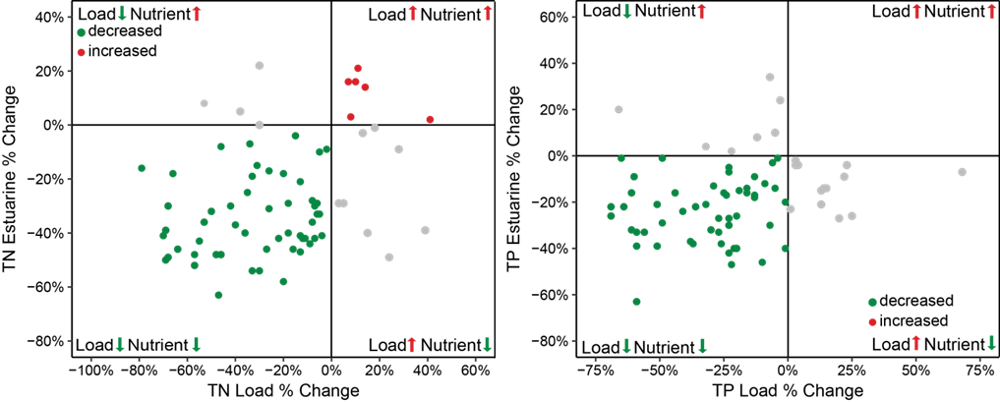 Load↓Nutrient↑
Load↑Nutrient↑
decreased
increased
40%
20%
0%
−20%
−40%
−60%
−80%
TN Estuarine % Change
Load↓Nutrient↓
Load↑Nutrient↓
−100% −80% −60% −40% −20% 0% 20% 40% 60%
TN Load % Change
Load↓Nutrient↑
Load↑Nutrient↑
60%
40%
20%
0%
−20%
−40%
−60%
−80%
TP Estuarine % Change
decreased
increased
Load↓Nutrient↓
Load↑Nutrient↓
−75% −50% −25% 0% 25% 50% 75%
TP Load % Change